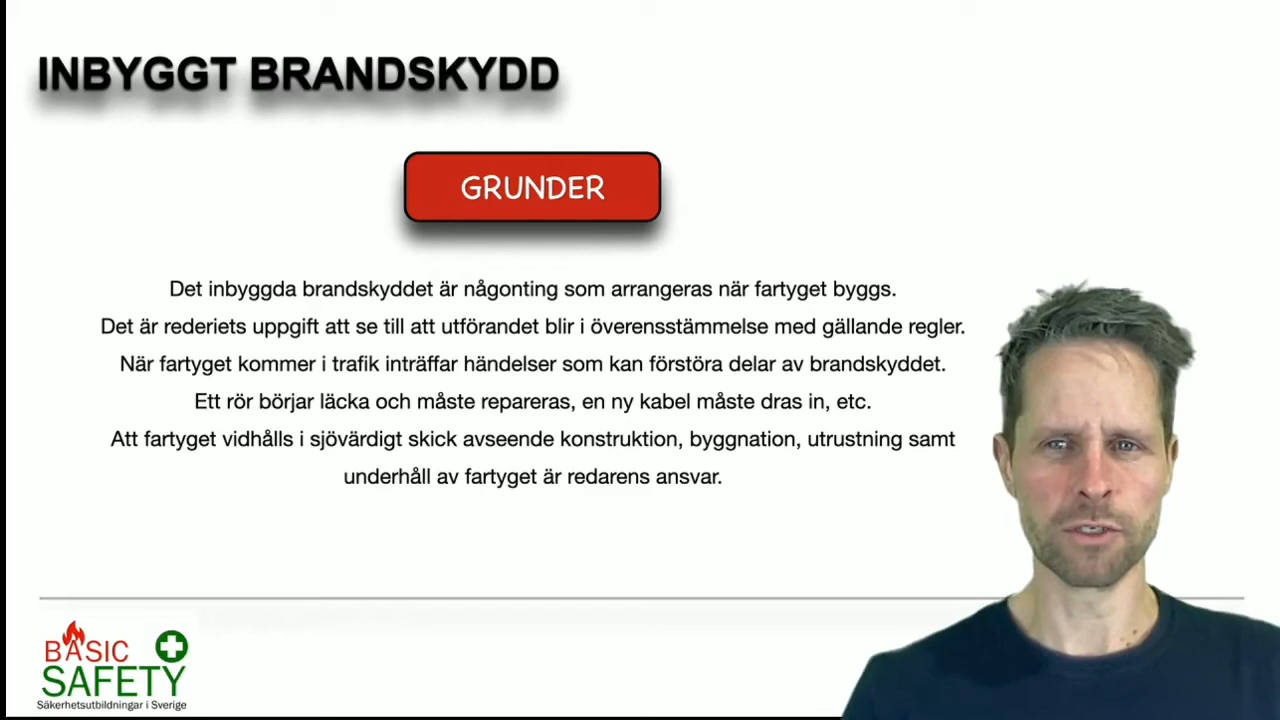 INBYGGT BRANDSKYDD
GRUNDER
Det inbyggda brandskyddet är någonting som arrangeras när fartyget byggs.
Det är rederiets uppgift att se till att utförandet blir i överensstämmelse med gällande regler.
När fartyget kommer i trafik inträffar händelser som kan förstöra delar av brandskyddet.
Ett rör börjar läcka och måste repareras, en ny kabel måste dras in, etc.
Att fartyget vidhålls i sjövärdigt skick avseende konstruktion, byggnation, utrustning samt
underhåll av fartyget är redarens ansvar.
BASIC
SAFETY
Säkerhetsutbildningar i Sverige